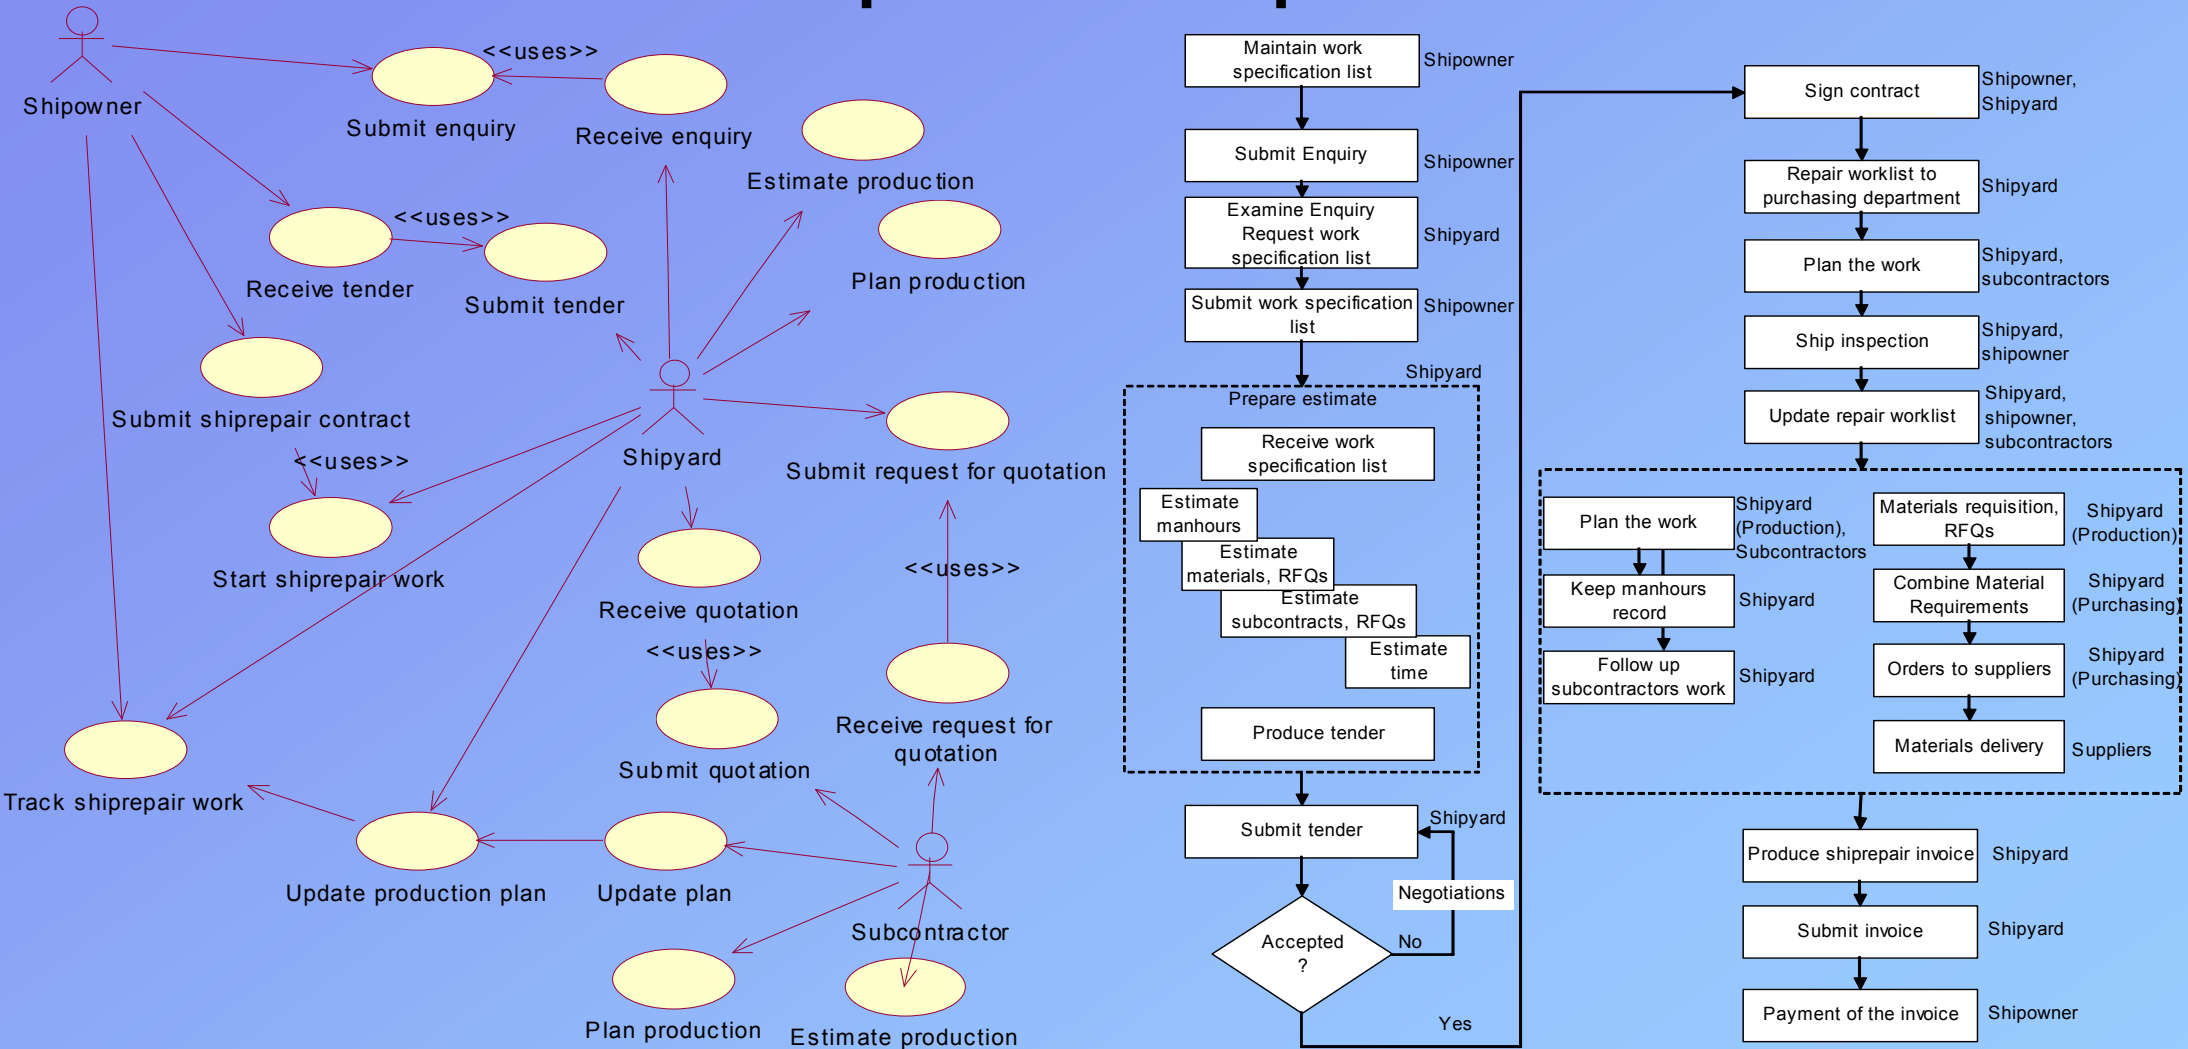 Shipowner
<<uses>>
Submit enquiry
Receive enquiry
Estimate production
<<uses>>
Receive tender
Submit tender
Plan production
Submit shiprepair contract
<<uses>>
Start shiprepair work
Shipyard
Submit request for quotation
Receive quotation
<<uses>>
<<uses>>
Submit quotation
Receive request for
quotation
Track shiprepair work
Update production plan
Update plan
Subcontractor
Plan production
Estimate production
Maintain work
specification list
Shipowner
Submit Enquiry
Shipowner
Examine Enquiry
Request work
specification list
Shipyard
Submit work specification
list
Shipowner
Shipyard
Prepare estimate
Receive work
specification list
Estimate
manhours
Estimate
materials, RFQs
Estimate
subcontracts, RFQs
Estimate
time
Produce tender
Submit tender
Shipyard
Negotiations
Accepted
?
No
Yes
Sign contract
Shipowner,
Shipyard
Repair worklist to
purchasing department
Shipyard
Plan the work
Shipyard,
subcontractors
Ship inspection
Shipyard,
shipowner
Update repair worklist
Shipyard,
shipowner,
subcontractors
Plan the work
Shipyard
(Production),
Subcontractors
Keep manhours
record
Shipyard
Follow up
subcontractors work
Shipyard
Materials requisition,
RFQs
Shipyard
(Production)
Combine Material
Requirements
Shipyard
(Purchasing)
Orders to suppliers
Shipyard
(Purchasing)
Materials delivery
Suppliers
Produce shiprepair invoice
Shipyard
Submit invoice
Shipyard
Payment of the invoice
Shipowner